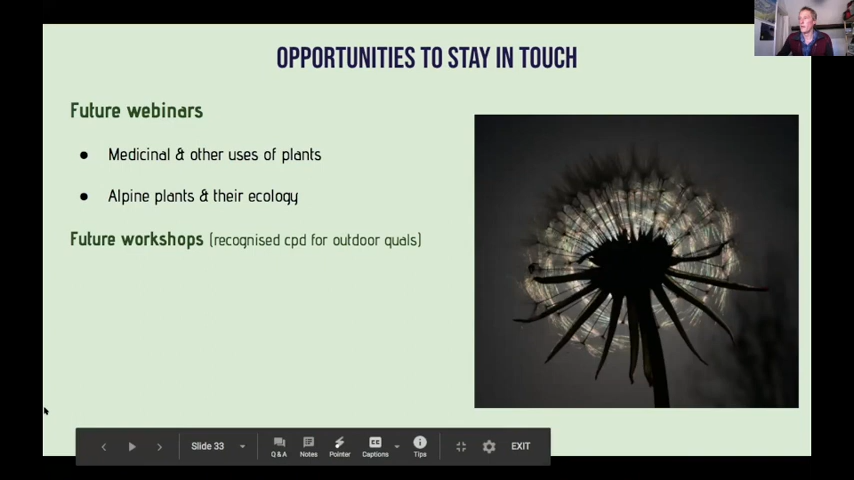 OPPORTUNITIES TO STAY IN TOUCH
Future webinars
● Medicinal & other uses of plants
● Alpine plants & their ecology
Future workshops (recognised cpd for outdoor quals)
Slide 33
Q & A
Notes
Pointer
CC
Captions
Tips
EXIT